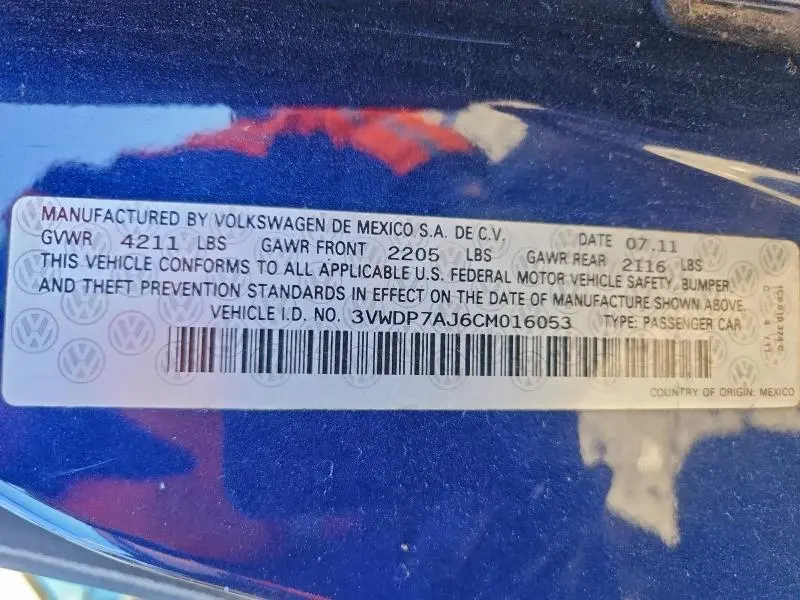 MANUFACTURED BY VOLKSWAGEN DE MEXICO S.A. DE C.V. DATE 07.11
GVWR 4211 LBS GAWR FRONT 2205 LBS GAWR REAR 2116 LBS
THIS VEHICLE CONFORMS TO ALL APPLICABLE U.S. FEDERAL MOTOR VEHICLE SAFETY, BUMPER,
AND THEFT PREVENTION STANDARDS IN EFFECT ON THE DATE OF MANUFACTURE SHOWN ABOVE.
VEHICLE I.D. NO. 3VWDP7AJ6CM016053 TYPE: PASSENGER CAR
COUNTRY OF ORIGIN: MEXICO